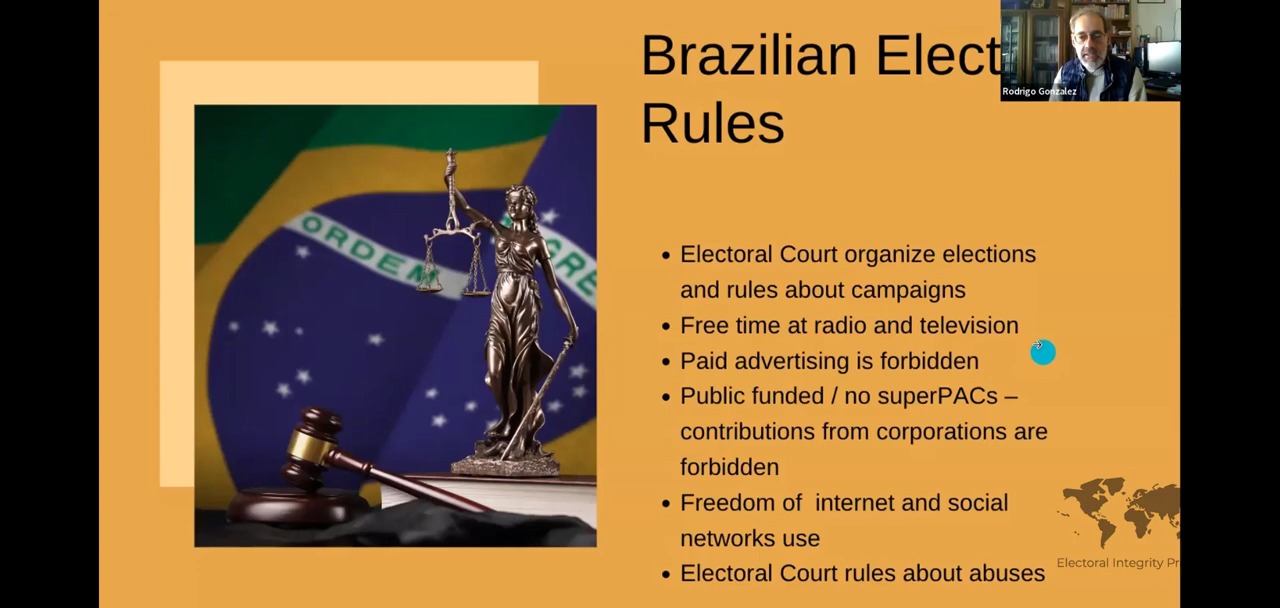 Brazilian Elect
Rules
Rodrigo Gonzalez
ORDEM
GRE
• Electoral Court organize elections
and rules about campaigns
• Free time at radio and television
• Paid advertising is forbidden
• Public funded / no superPACs –
contributions from corporations are
forbidden
• Freedom of  internet and social
networks use
• Electoral Court rules about abuses
Electoral Integrity Pr